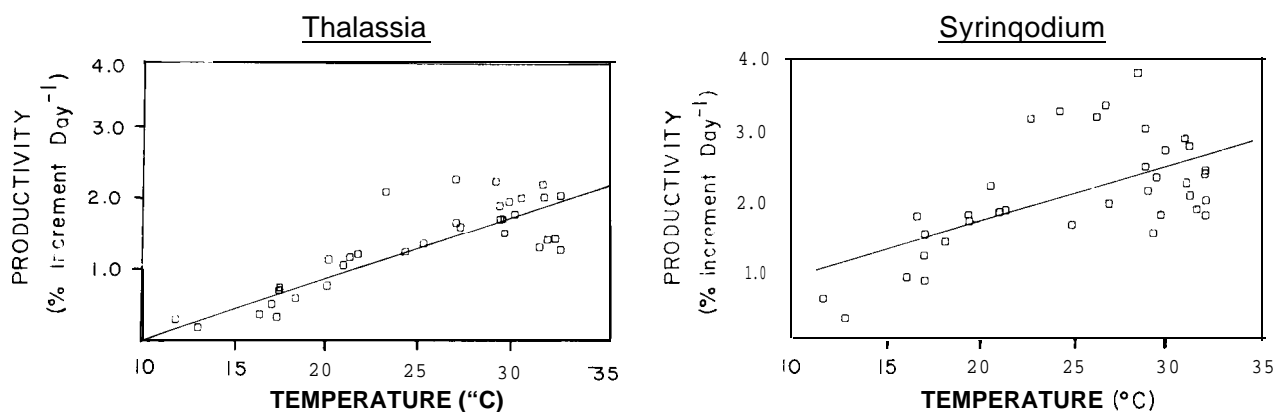 Thalassia
4.0
3.0
2.0
1.0
PRODUCTIVITY
(% Increment Day-1)
10 15 20 25 30 35
TEMPERATURE (“C)
Syrinqodium
4.0
3.0
2.0
1.0
PRODUCTIVITY
(% Increment Day-1)
10 15 20 25 30 35
TEMPERATURE (°C)